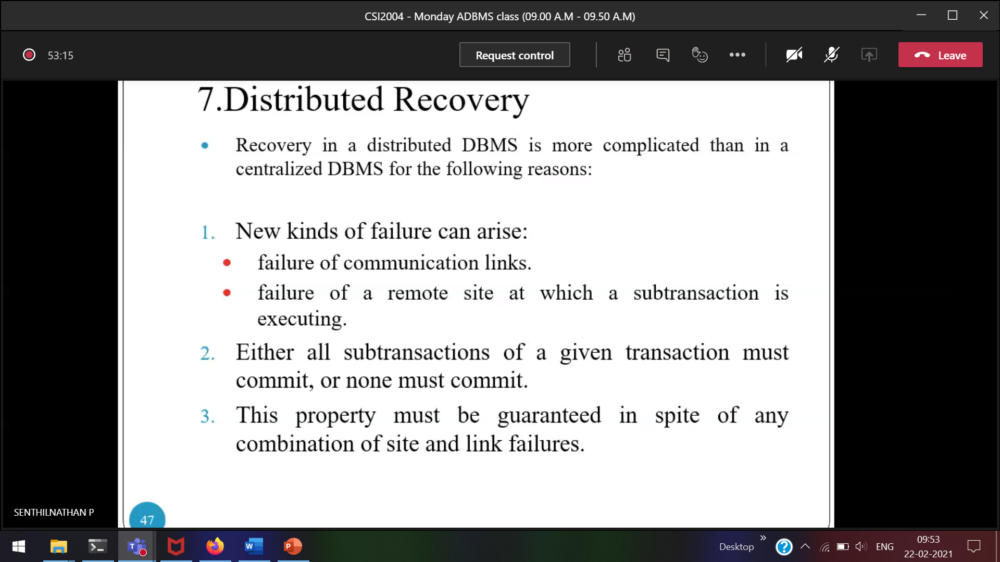 CSI2004 - Monday ADBMS class (09.00 A.M - 09.50 A.M)
53:15
Request control
Leave
7.Distributed Recovery
• Recovery in a distributed DBMS is more complicated than in a
centralized DBMS for the following reasons:
1. New kinds of failure can arise:
• failure of communication links.
• failure of a remote site at which a subtransaction is
executing.
2. Either all subtransactions of a given transaction must
commit, or none must commit.
3. This property must be guaranteed in spite of any
combination of site and link failures.
SENTHILNATHAN P
47
Desktop
ENG
09:53
22-02-2021